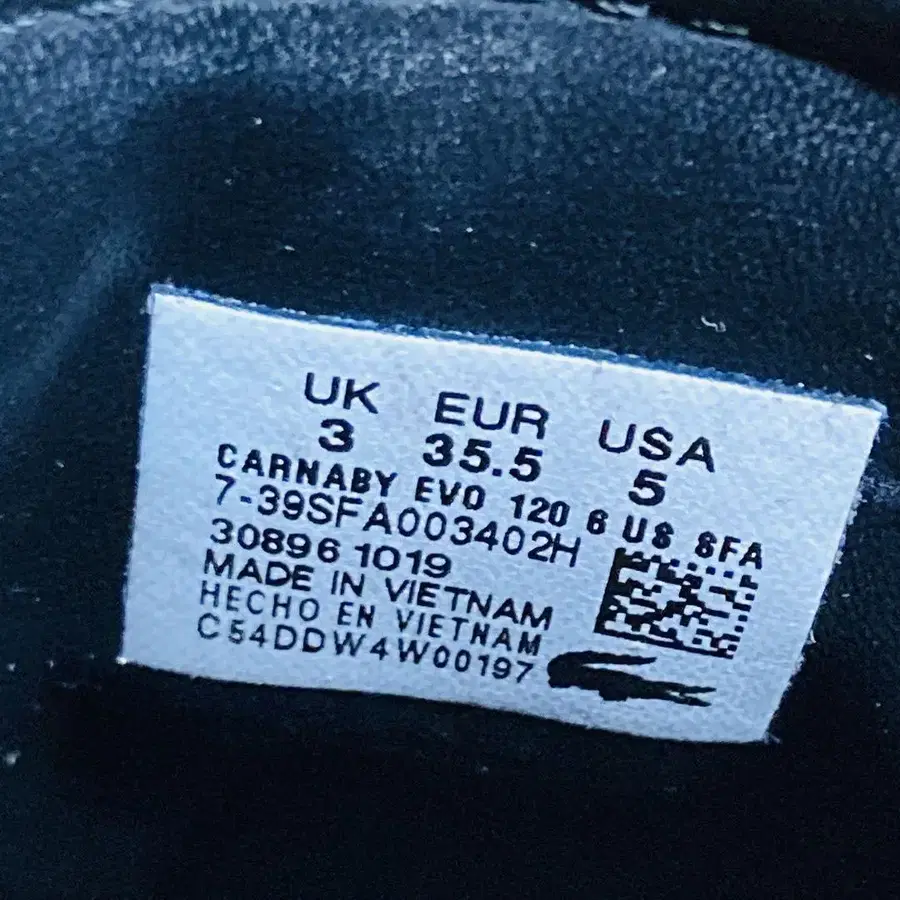 UK EUR USA
3 35.5 5
CARNABY EVO 120 6 US SFA
7-39SFA003402H
30896 1019
MADE IN VIETNAM
HECHO EN VIETNAM
C54DDW4W00197